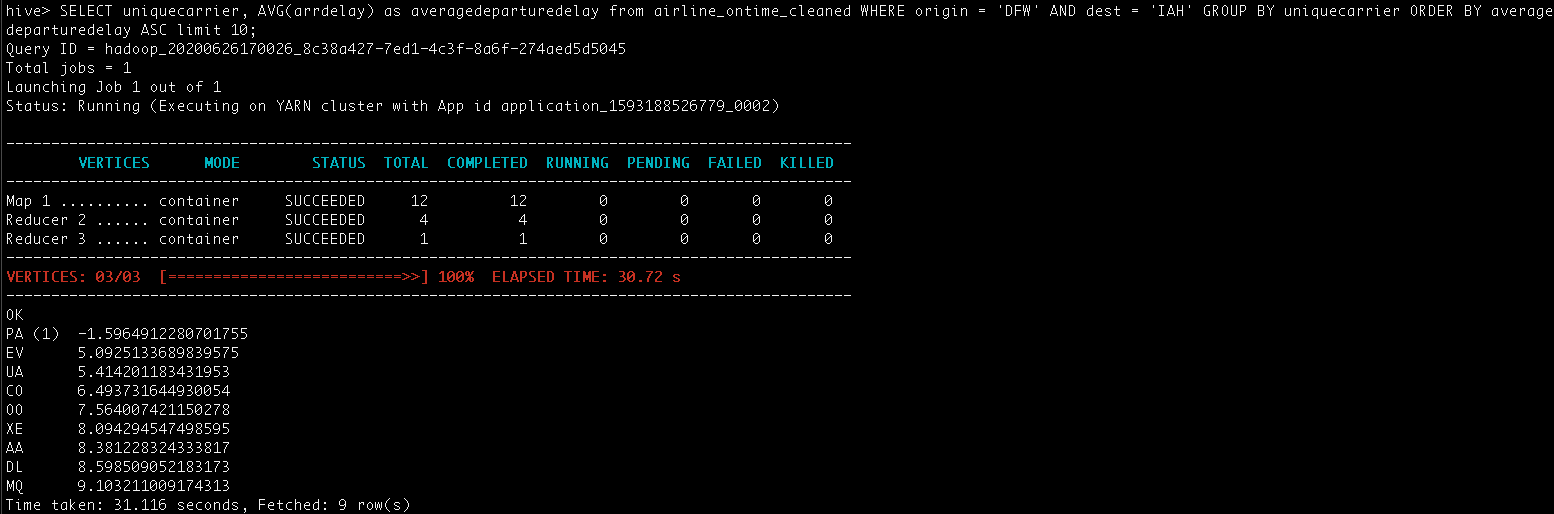 hive> SELECT uniquecarrier, AVG(arrdelay) as averagedeparturedelay from airline_ontime_cleaned WHERE origin = 'DFW' AND dest = 'IAH' GROUP BY uniquecarrier ORDER BY average
departuredelay ASC limit 10;
Query ID = hadoop_20200626170026_8c38a427-7ed1-4c3f-8a6f-274aed5d5045
Total jobs = 1
Launching Job 1 out of 1
Status: Running (Executing on YARN cluster with App id application_1593188526779_0002)
----------------------------------------------------------------------------------------------
VERTICES MODE STATUS TOTAL COMPLETED RUNNING PENDING FAILED KILLED
----------------------------------------------------------------------------------------------
Map 1 .......... container SUCCEEDED 12 12 0 0 0 0
Reducer 2 ...... container SUCCEEDED 4 4 0 0 0 0
Reducer 3 ...... container SUCCEEDED 1 1 0 0 0 0
----------------------------------------------------------------------------------------------
VERTICES: 03/03 [==========================>>] 100% ELAPSED TIME: 30.72 s
----------------------------------------------------------------------------------------------
OK
PA (1) -1.5964912280701755
EV 5.0925133689839575
UA 5.414201183431953
CO 6.493731644930054
OO 7.564007421150278
XE 8.094294547498595
AA 8.381228324333817
DL 8.598509052183173
MQ 9.103211009174313
Time taken: 31.116 seconds, Fetched: 9 row(s)